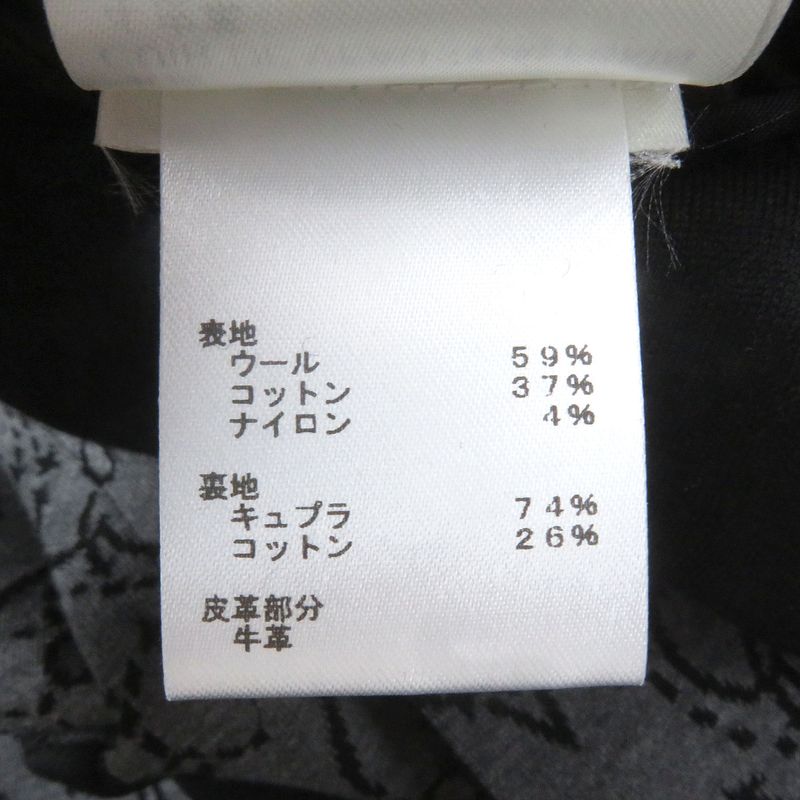 表地
ウール 59%
コットン 37%
ナイロン 4%
裏地
キュプラ 74%
コットン 26%
皮革部分
牛革